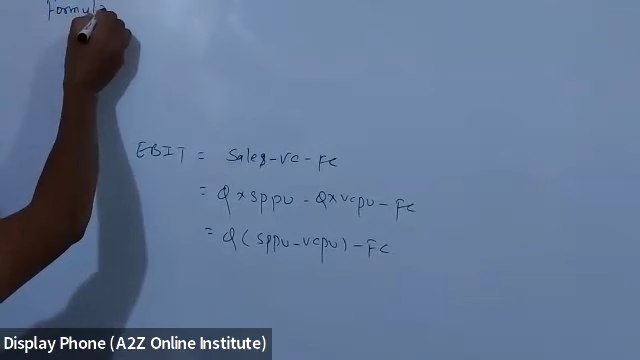 Formula
EBIT = Sales - VC - FC
= Q × sppu - Q × vcpu - FC
= Q (sppu - vcpu) - FC
Display Phone (A2Z Online Institute)